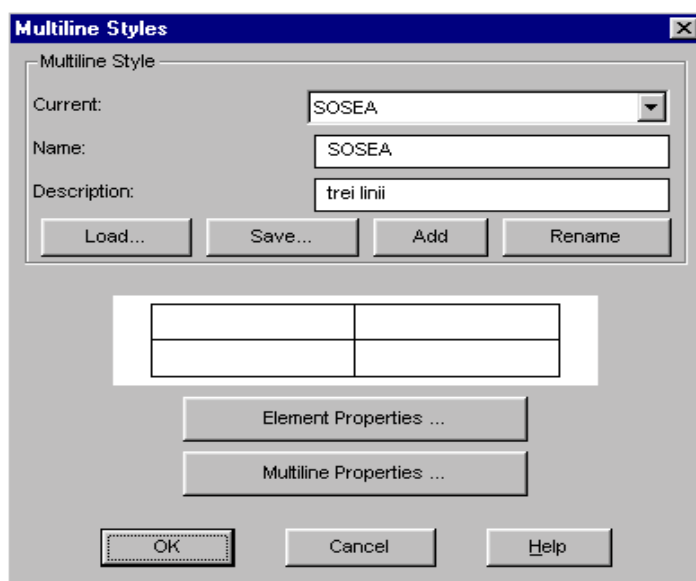 Multiline Styles
Multiline Style
Current: SOSEA
Name: SOSEA
Description: trei linii
Load... Save... Add Rename
Element Properties ...
Multiline Properties ...
OK Cancel Help